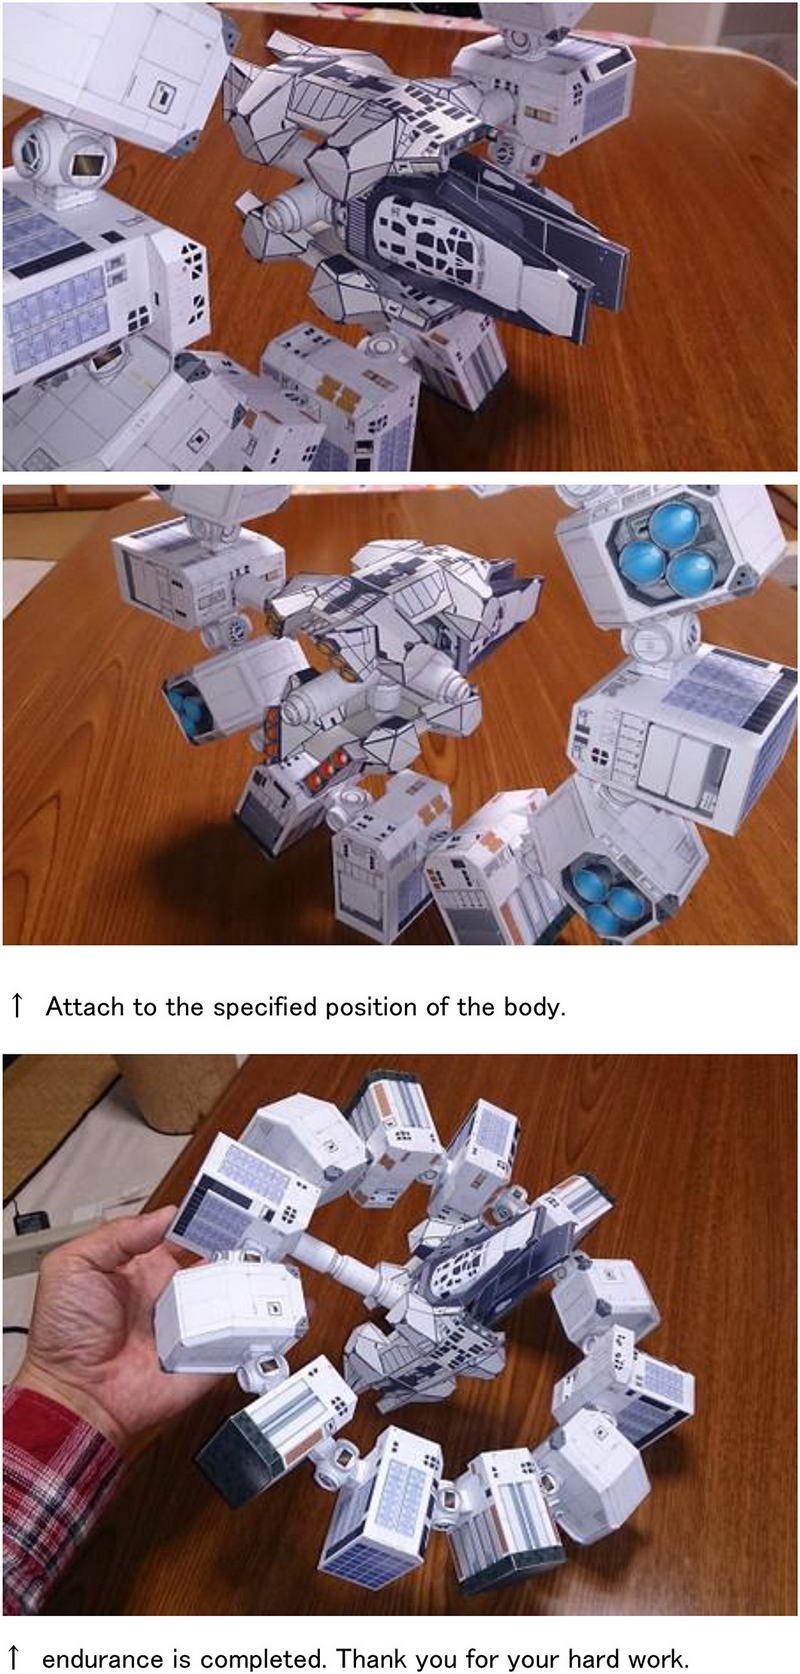 ↑ Attach to the specified position of the body.
↑ endurance is completed. Thank you for your hard work.